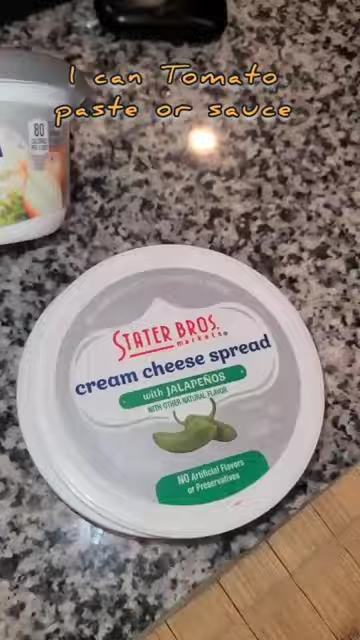 I can Tomato
paste or sauce
80
STATER BROS.
markets
cream cheese spread
with JALAPEÑOS
WITH OTHER NATURAL FLAVOR
NO Artificial Flavors
or Preservatives